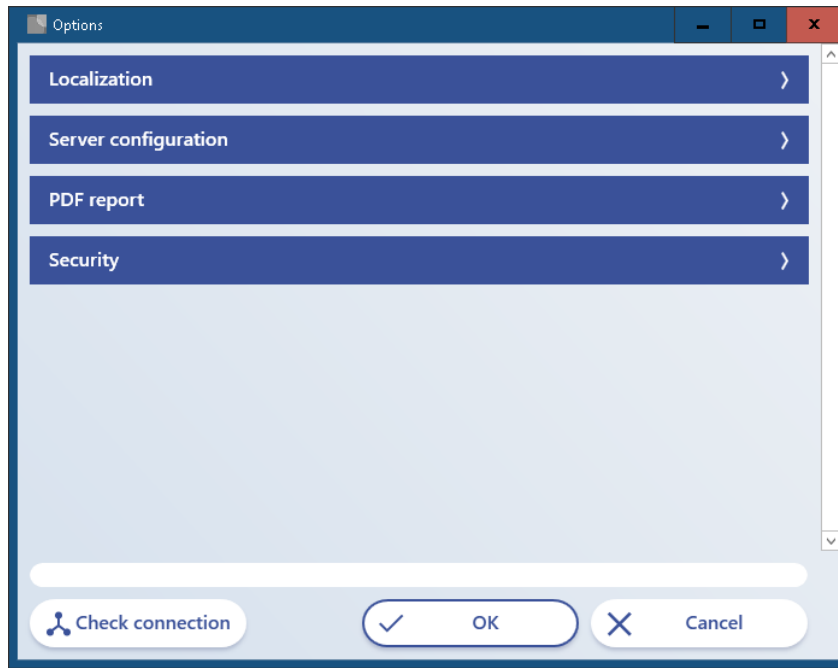 Options
Localization
Server configuration
PDF report
Security
Check connection
OK
Cancel